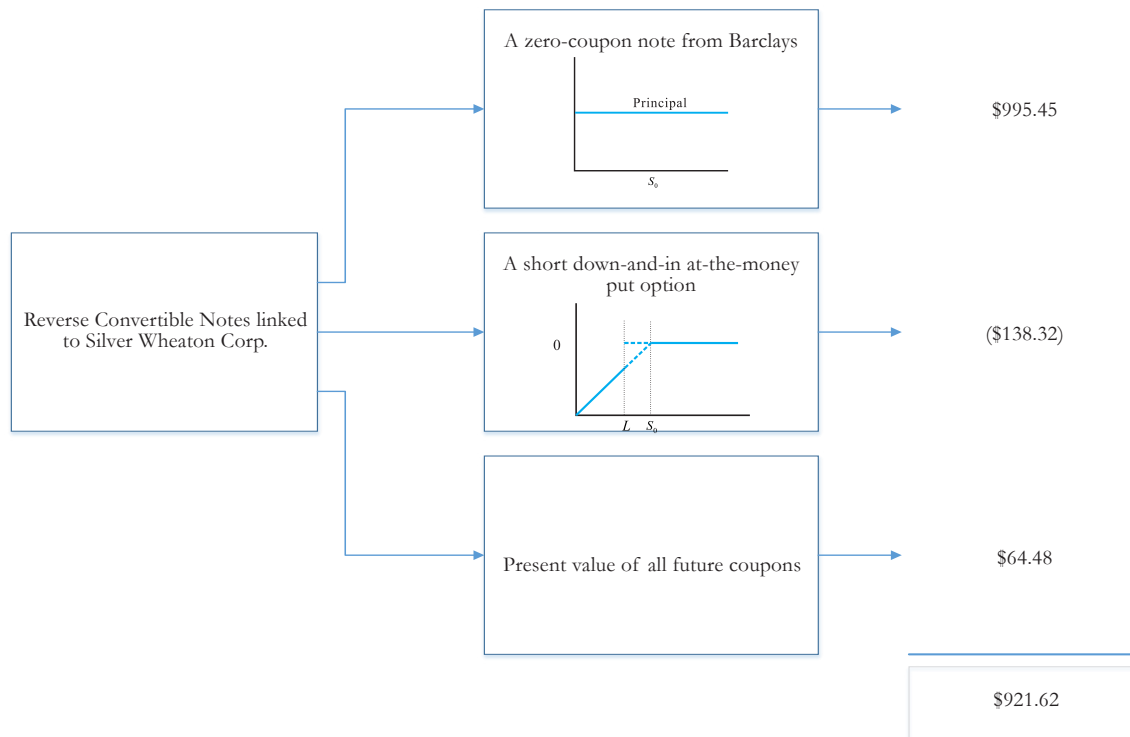 A zero-coupon note from Barclays
Principal
S₀
$995.45
Reverse Convertible Notes linked
to Silver Wheaton Corp.
A short down-and-in at-the-money
put option
0
L S₀
($138.32)
Present value of all future coupons
$64.48
$921.62